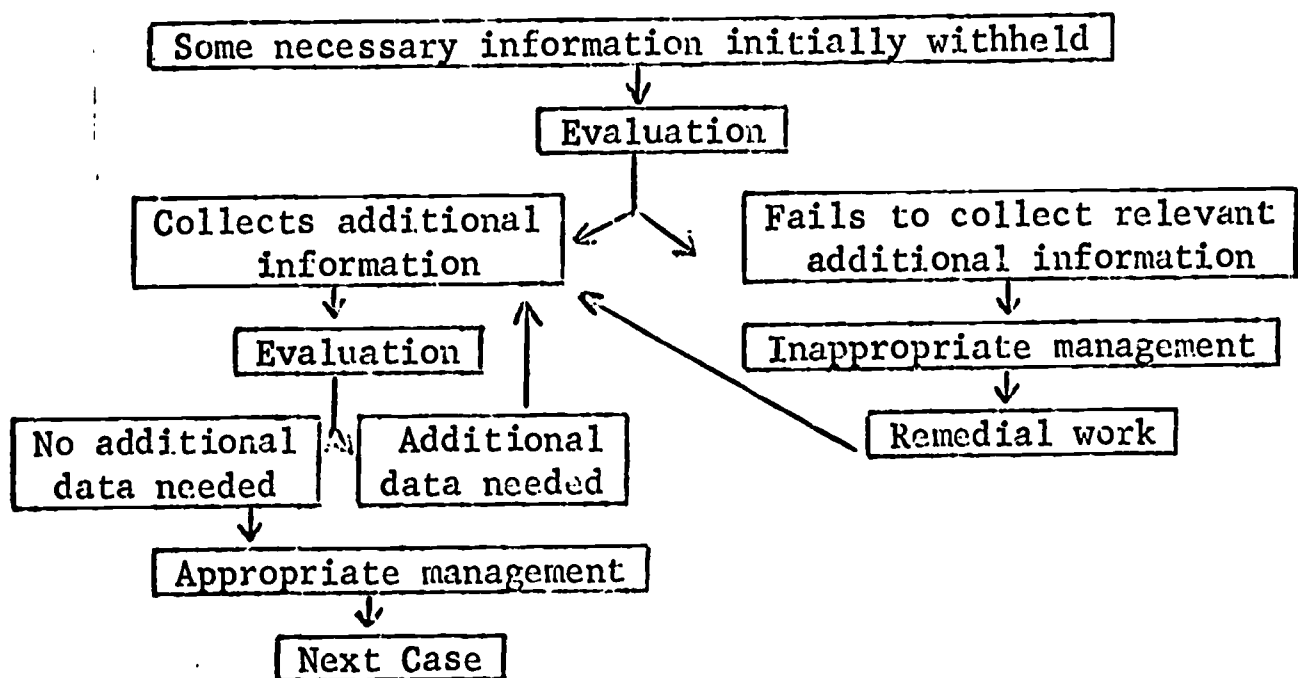 Some necessary information initially withheld
Evaluation
Collects additional
information
Fails to collect relevant
additional information
Evaluation
Inappropriate management
No additional
data needed
Additional
data needed
Remedial work
Appropriate management
Next Case